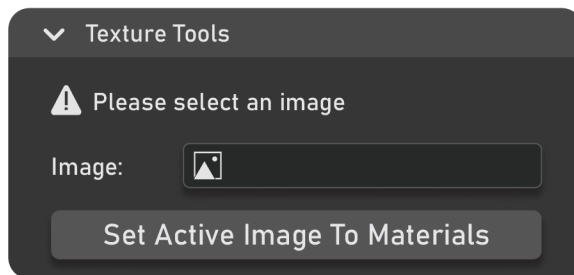 Texture Tools
Please select an image
Image:
Set Active Image To Materials